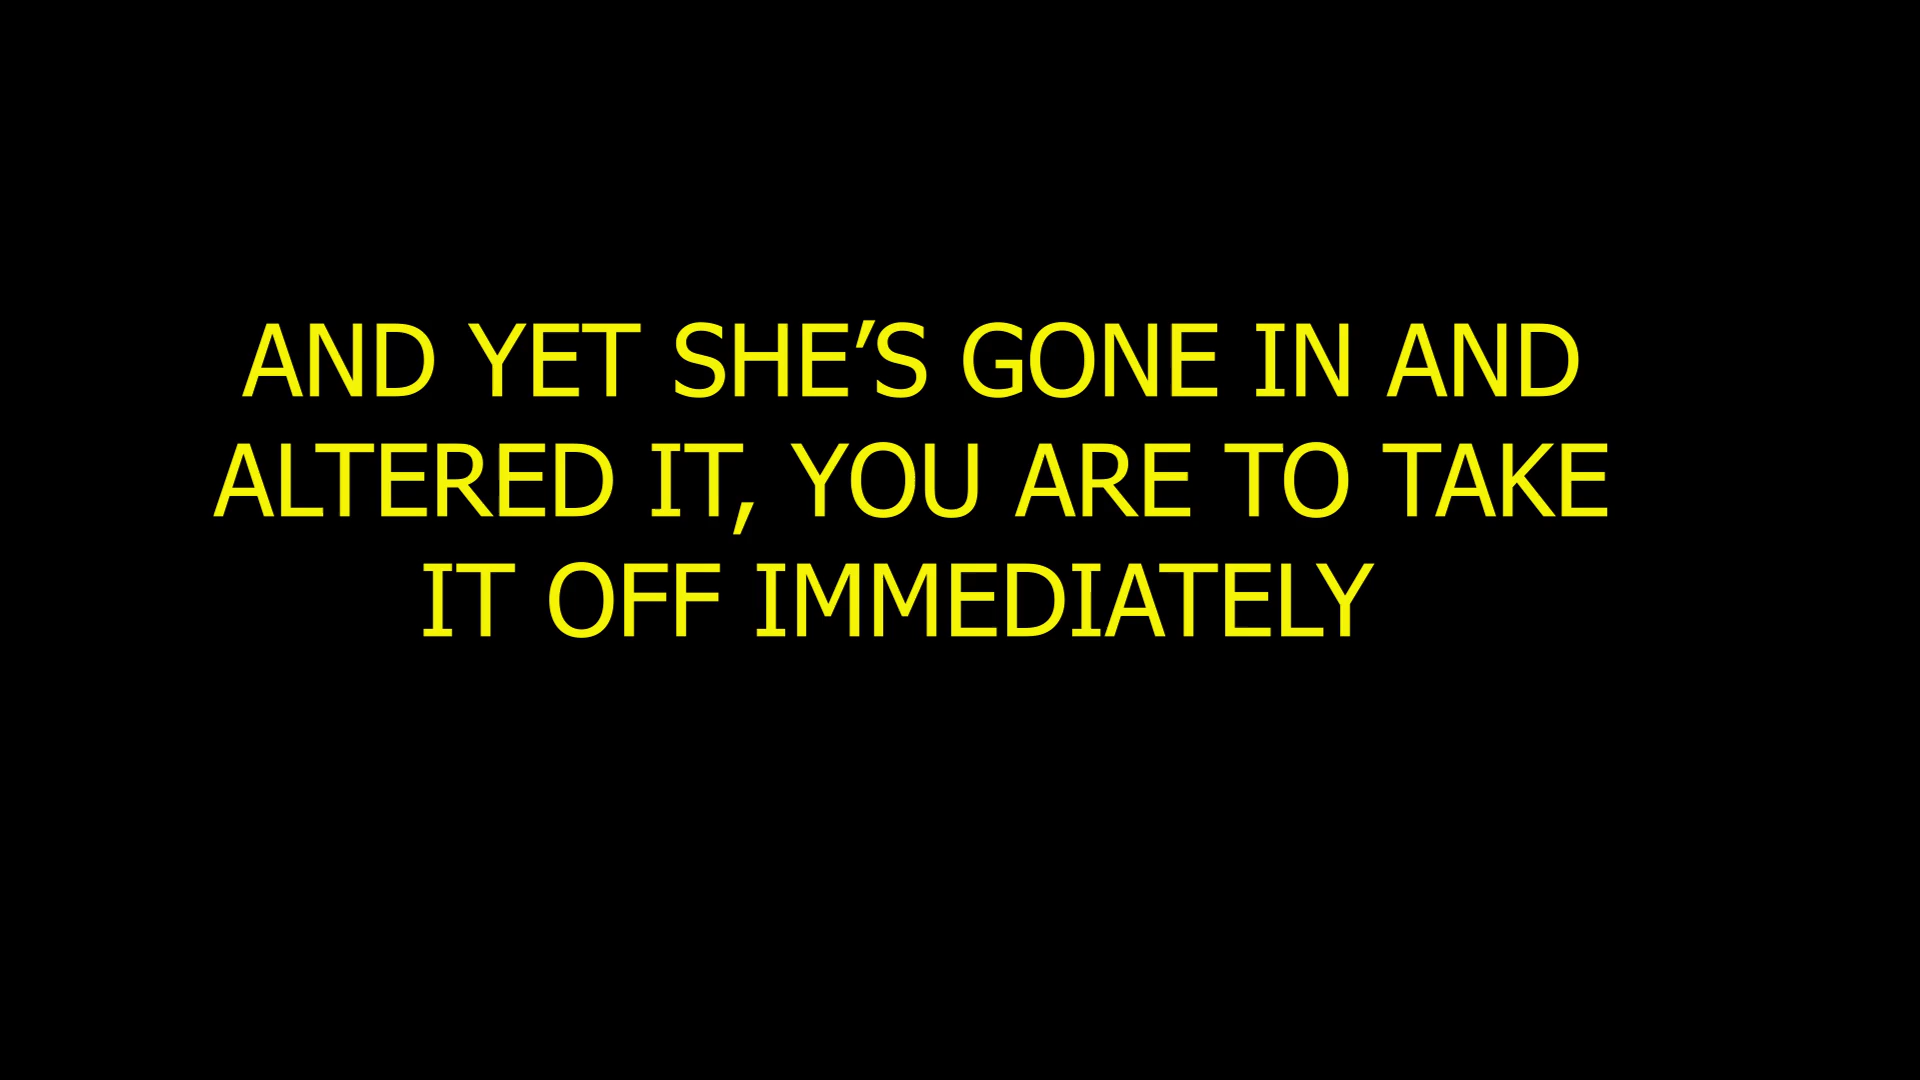 AND YET SHE’S GONE IN AND
ALTERED IT, YOU ARE TO TAKE
IT OFF IMMEDIATELY